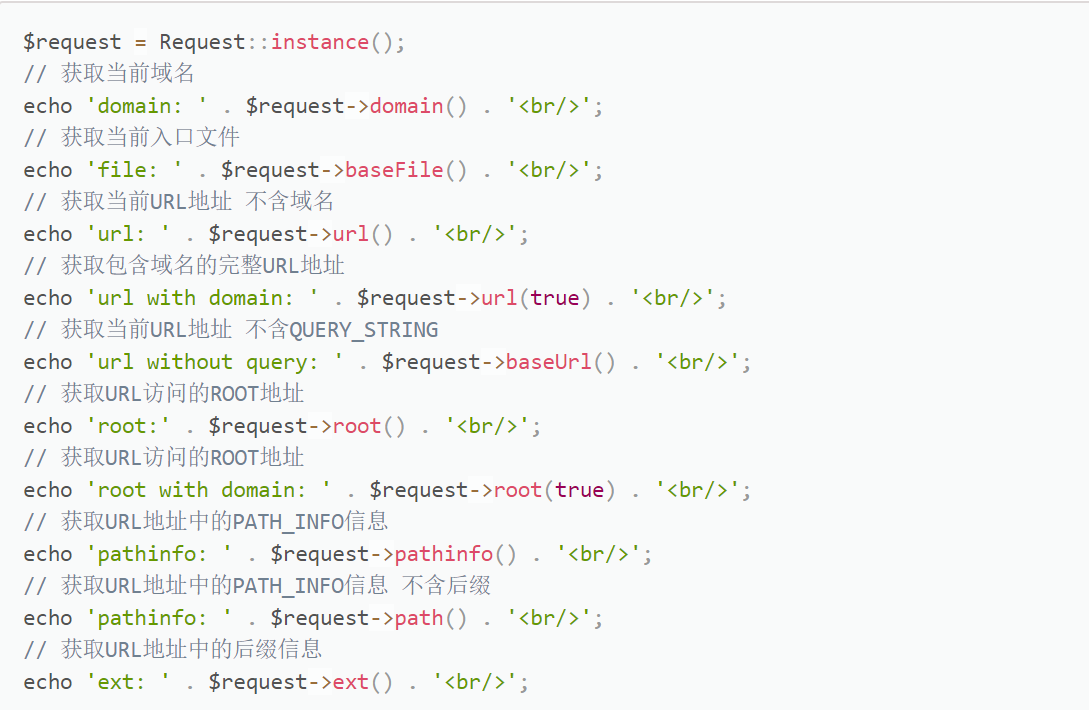 $request = Request::instance();
// 获取当前域名
echo 'domain: ' . $request->domain() . '<br/>';
// 获取当前入口文件
echo 'file: ' . $request->baseFile() . '<br/>';
// 获取当前URL地址 不含域名
echo 'url: ' . $request->url() . '<br/>';
// 获取包含域名的完整URL地址
echo 'url with domain: ' . $request->url(true) . '<br/>';
// 获取当前URL地址 不含QUERY_STRING
echo 'url without query: ' . $request->baseUrl() . '<br/>';
// 获取URL访问的ROOT地址
echo 'root:' . $request->root() . '<br/>';
// 获取URL访问的ROOT地址
echo 'root with domain: ' . $request->root(true) . '<br/>';
// 获取URL地址中的PATH_INFO信息
echo 'pathinfo: ' . $request->pathinfo() . '<br/>';
// 获取URL地址中的PATH_INFO信息 不含后缀
echo 'pathinfo: ' . $request->path() . '<br/>';
// 获取URL地址中的后缀信息
echo 'ext: ' . $request->ext() . '<br/>';